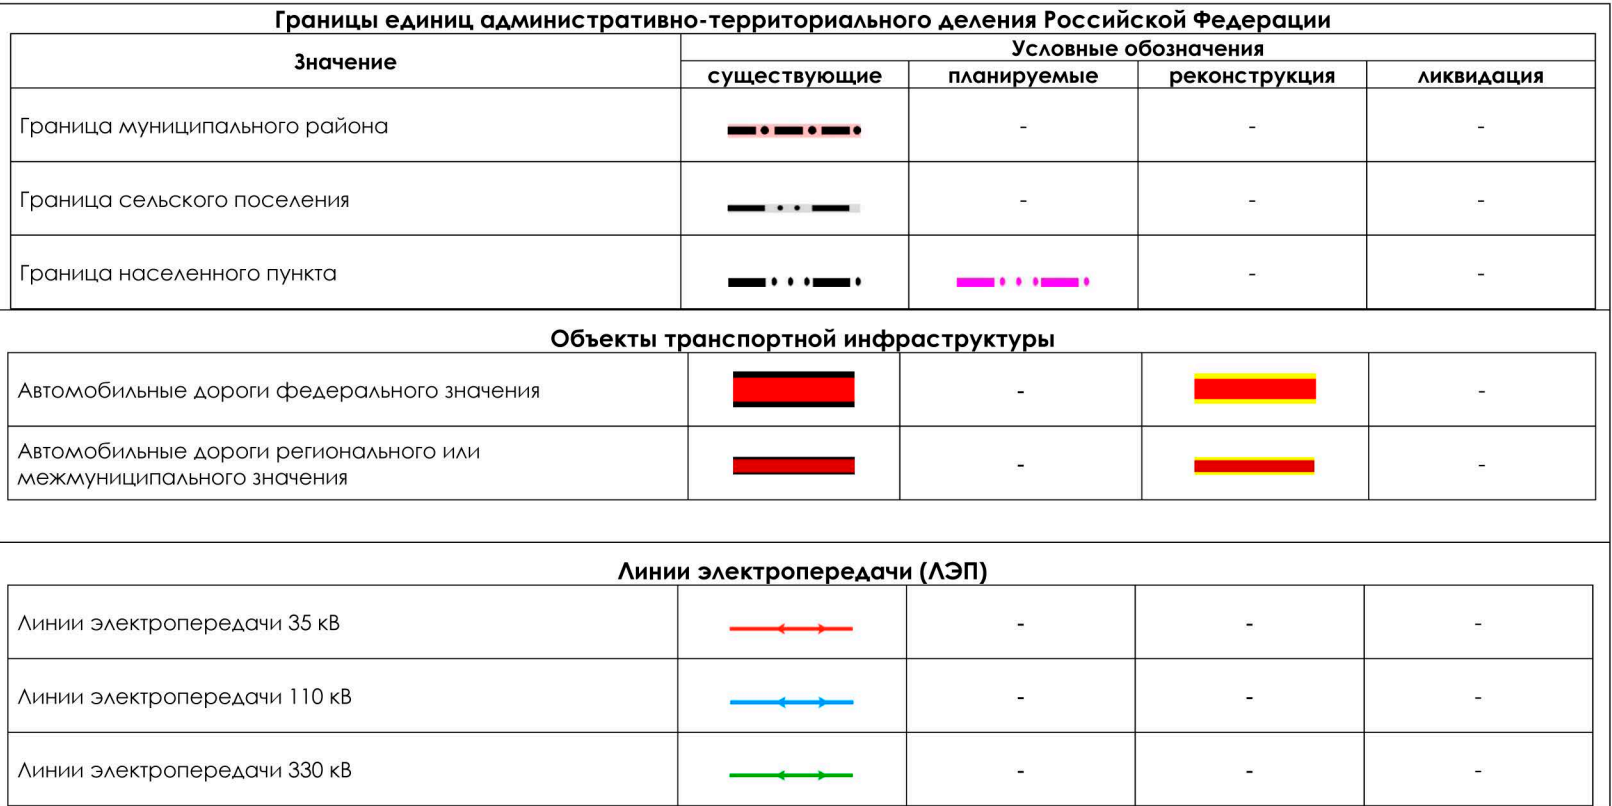 Границы единиц административно-территориального деления Российской Федерации
Значение
Условные обозначения
существующие планируемые реконструкция ликвидация
Граница муниципального района - - -
Граница сельского поселения - - -
Граница населенного пункта - -
Объекты транспортной инфраструктуры
Автомобильные дороги федерального значения - -
Автомобильные дороги регионального или
межмуниципального значения - -
Линии электропередачи (ЛЭП)
Линии электропередачи 35 кВ - - -
Линии электропередачи 110 кВ - - -
Линии электропередачи 330 кВ - - -